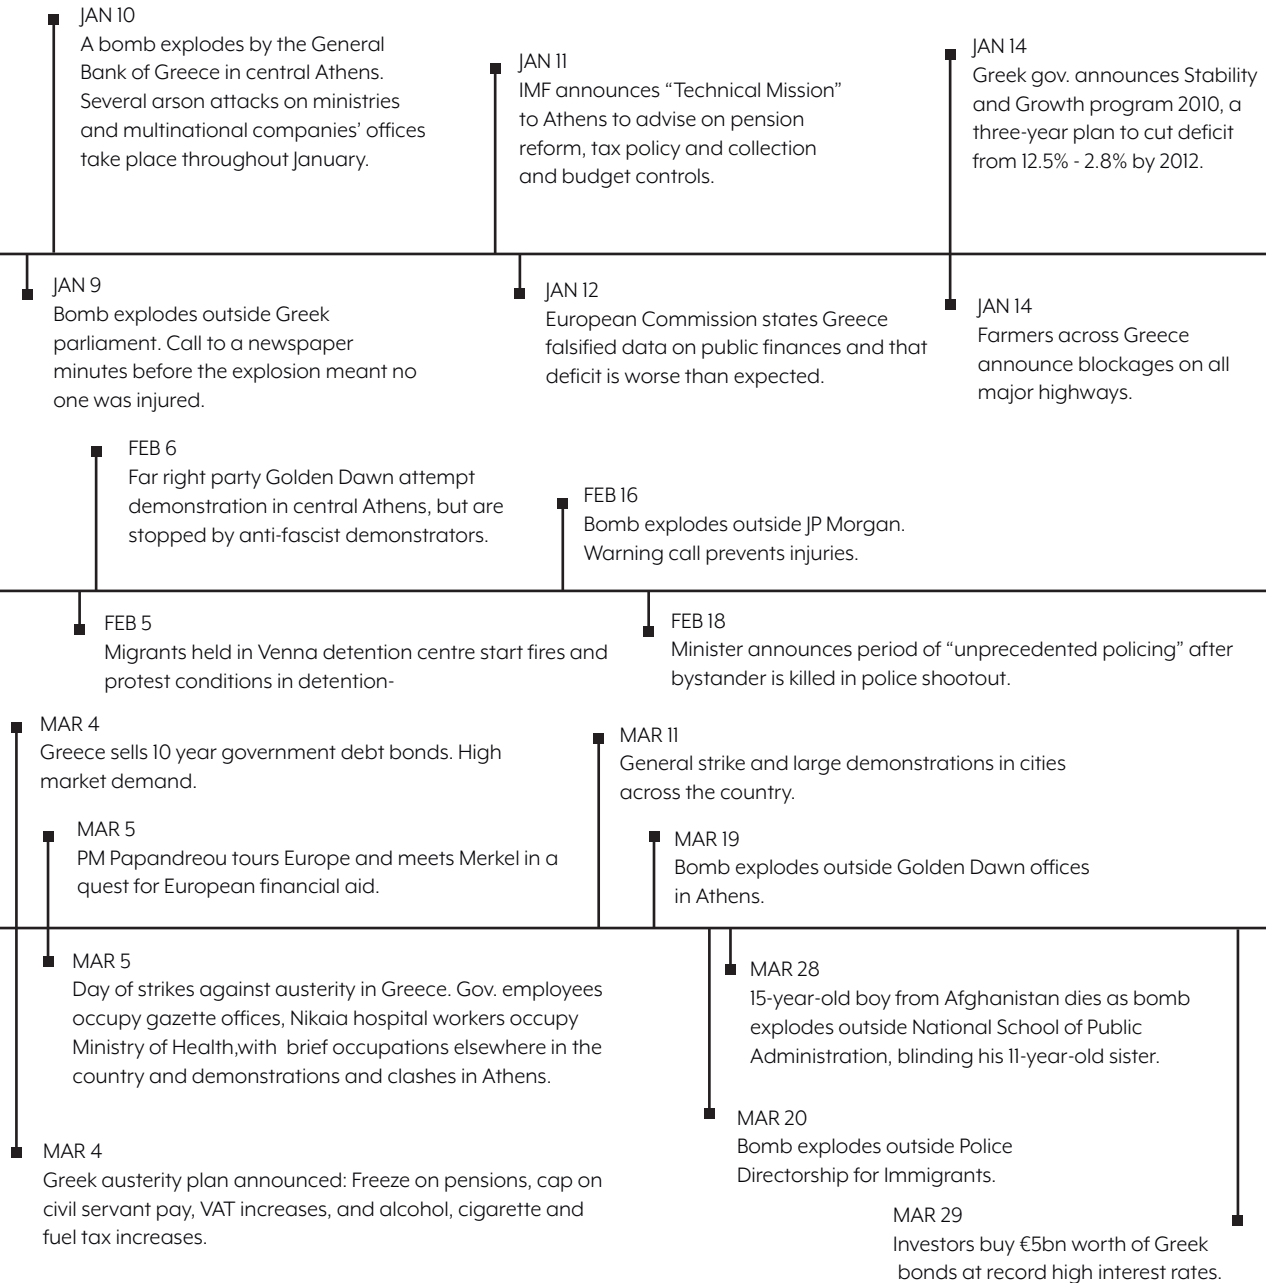 JAN 10
A bomb explodes by the General
Bank of Greece in central Athens.
Several arson attacks on ministries
and multinational companies’ offices
take place throughout January.
JAN 11
IMF announces “Technical Mission”
to Athens to advise on pension
reform, tax policy and collection
and budget controls.
JAN 14
Greek gov. announces Stability
and Growth program 2010, a
three-year plan to cut deficit
from 12.5% - 2.8% by 2012.
JAN 9
Bomb explodes outside Greek
parliament. Call to a newspaper
minutes before the explosion meant no
one was injured.
JAN 12
European Commission states Greece
falsified data on public finances and that
deficit is worse than expected.
JAN 14
Farmers across Greece
announce blockages on all
major highways.
FEB 6
Far right party Golden Dawn attempt
demonstration in central Athens, but are
stopped by anti-fascist demonstrators.
FEB 16
Bomb explodes outside JP Morgan.
Warning call prevents injuries.
FEB 5
Migrants held in Venna detention centre start fires and
protest conditions in detention-
FEB 18
Minister announces period of “unprecedented policing” after
bystander is killed in police shootout.
MAR 4
Greece sells 10 year government debt bonds. High
market demand.
MAR 5
PM Papandreou tours Europe and meets Merkel in a
quest for European financial aid.
MAR 11
General strike and large demonstrations in cities
across the country.
MAR 19
Bomb explodes outside Golden Dawn offices
in Athens.
MAR 5
Day of strikes against austerity in Greece. Gov. employees
occupy gazette offices, Nikaia hospital workers occupy
Ministry of Health,with  brief occupations elsewhere in the
country and demonstrations and clashes in Athens.
MAR 28
15-year-old boy from Afghanistan dies as bomb
explodes outside National School of Public
Administration, blinding his 11-year-old sister.
MAR 20
Bomb explodes outside Police
Directorship for Immigrants.
MAR 4
Greek austerity plan announced: Freeze on pensions, cap on
civil servant pay, VAT increases, and alcohol, cigarette and
fuel tax increases.
MAR 29
Investors buy €5bn worth of Greek
bonds at record high interest rates.